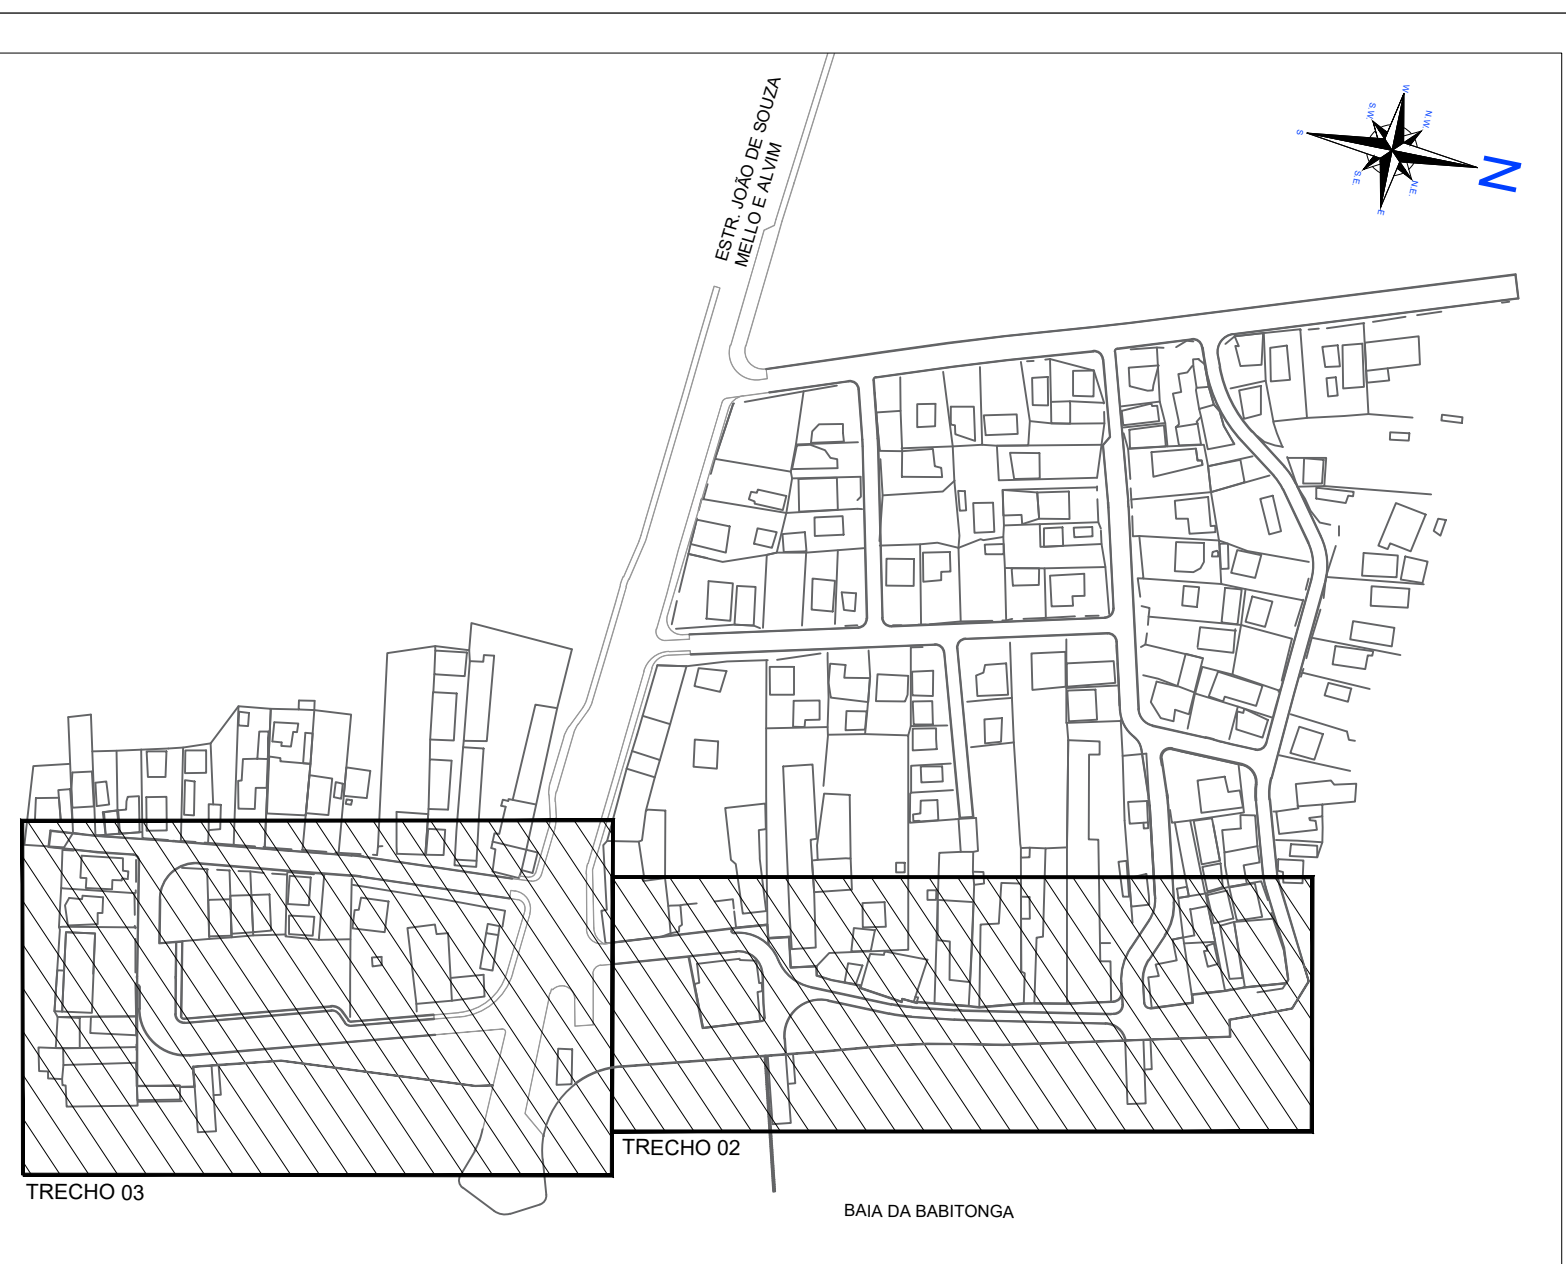 ESTR. JOÃO DE SOUZA
MELLO E ALVIM
W.
S.W.
N.W.
S
N
S.E.
N.E.
E
TRECHO 02
TRECHO 03
BAIA DA BABITONGA